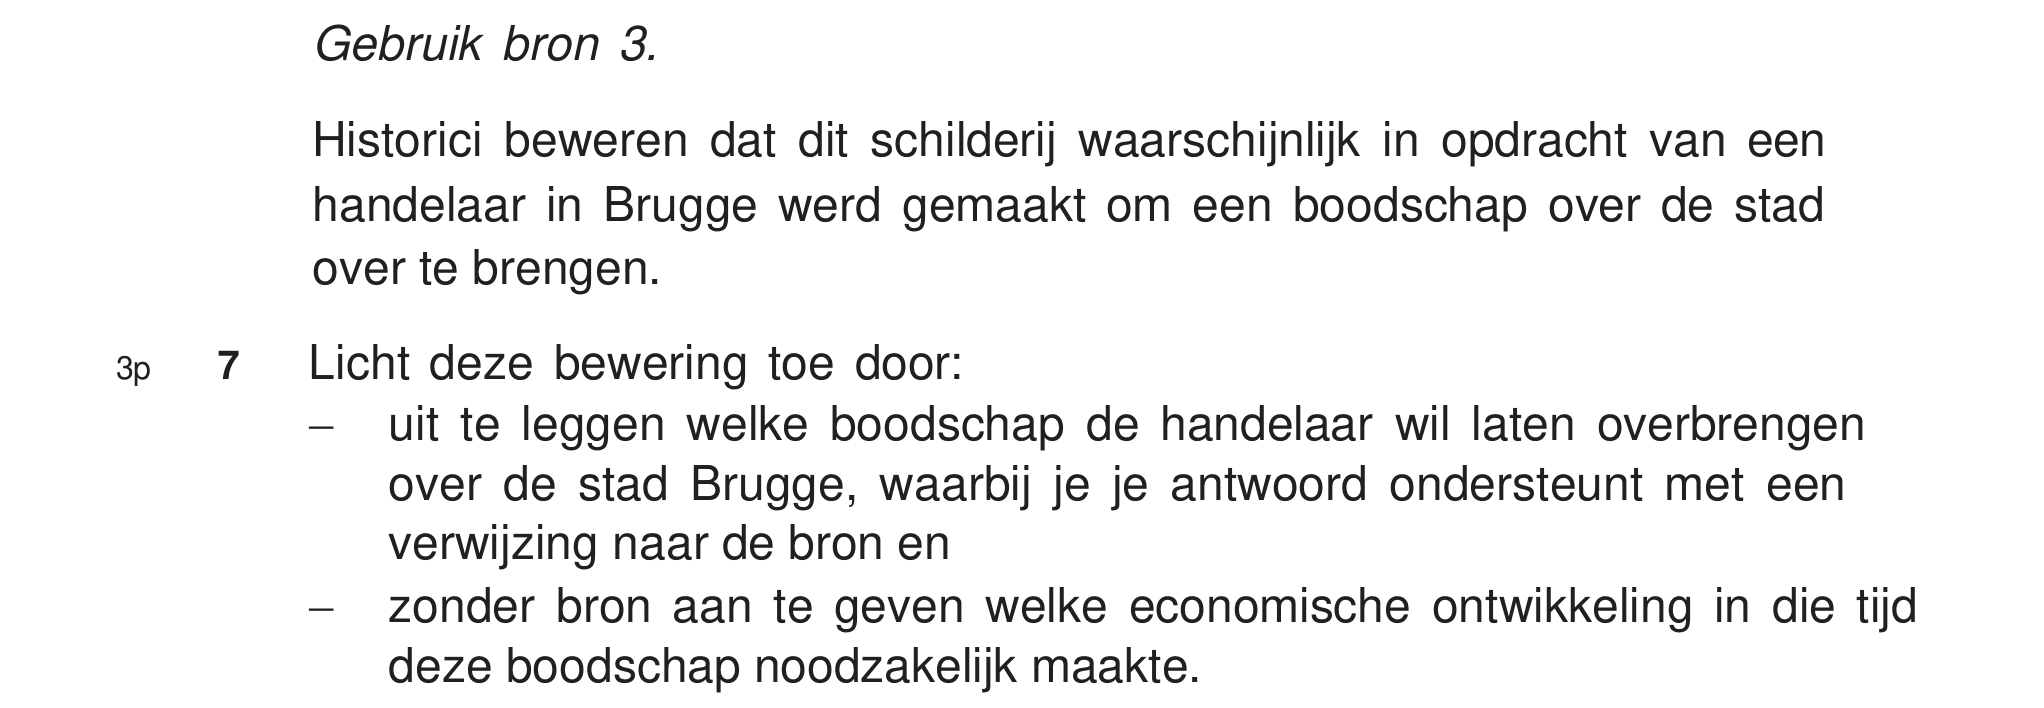 Gebruik bron 3.
Historici beweren dat dit schilderij waarschijnlijk in opdracht van een
handelaar in Brugge werd gemaakt om een boodschap over de stad
over te brengen.
3p 7 Licht deze bewering toe door:
– uit te leggen welke boodschap de handelaar wil laten overbrengen
over de stad Brugge, waarbij je je antwoord ondersteunt met een
verwijzing naar de bron en
– zonder bron aan te geven welke economische ontwikkeling in die tijd
deze boodschap noodzakelijk maakte.